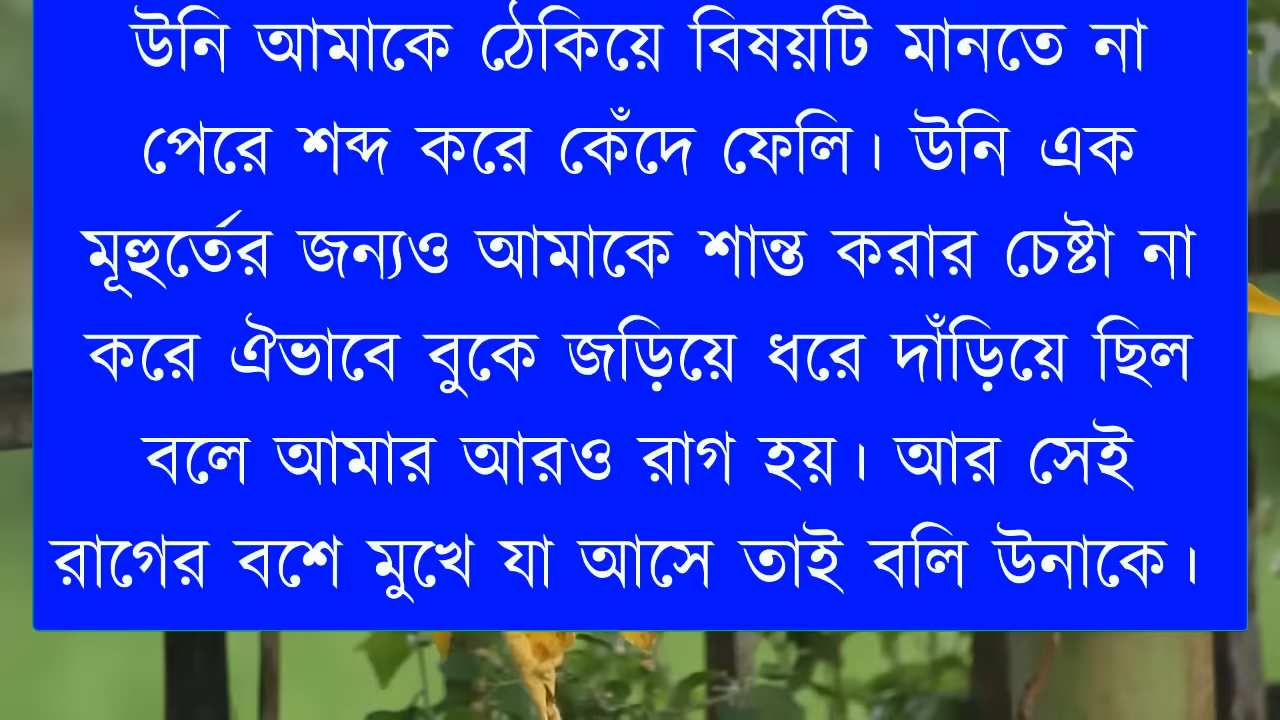 উনি আমাকে ঠেকিয়ে বিষয়টি মানতে না
পেরে শব্দ করে কেঁদে ফেলি। উনি এক
মূহুর্তের জন্যও আমাকে শান্ত করার চেষ্টা না
করে ঐভাবে বুকে জড়িয়ে ধরে দাঁড়িয়ে ছিল
বলে আমার আরও রাগ হয়। আর সেই
রাগের বশে মুখে যা আসে তাই বলি উনাকে।